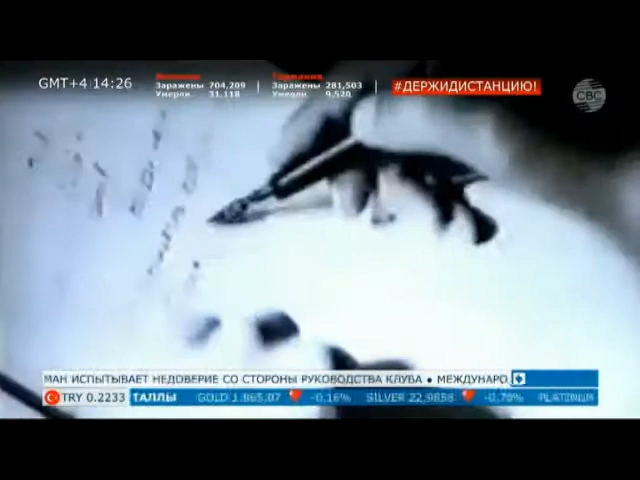 GMT+4 14:26
Заражены 704,209
Умерли 31,118
Германия
Заражены 281,503
Умерли 9,520
#ДЕРЖИДИСТАНЦИЮ!
CBC
МАН ИСПЫТЫВАЕТ НЕДОВЕРИЕ СО СТОРОНЫ РУКОВОДСТВА КЛУБА • МЕЖДУНАРО
TRY 0.2233 ТАЛЛЫ GOLD 1.865,07 -0,16% SILVER 22,9858 -0,70% PLATINUM